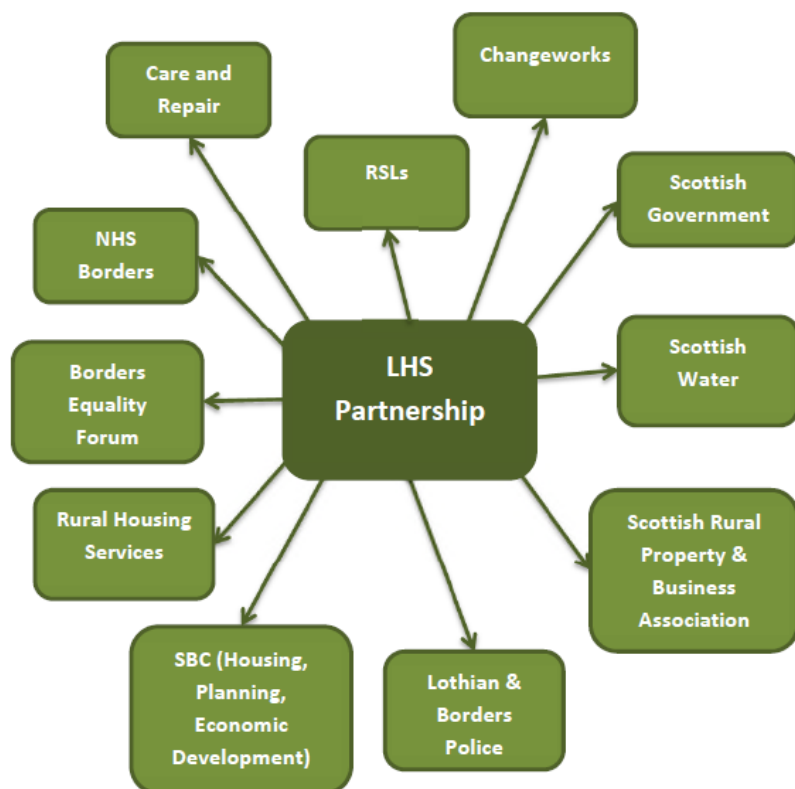 Care and
Repair
Changeworks
RSLs
Scottish
Government
NHS
Borders
LHS
Partnership
Scottish
Water
Borders
Equality
Forum
Rural Housing
Services
Scottish Rural
Property &
Business
Association
SBC (Housing,
Planning,
Economic
Development)
Lothian &
Borders
Police